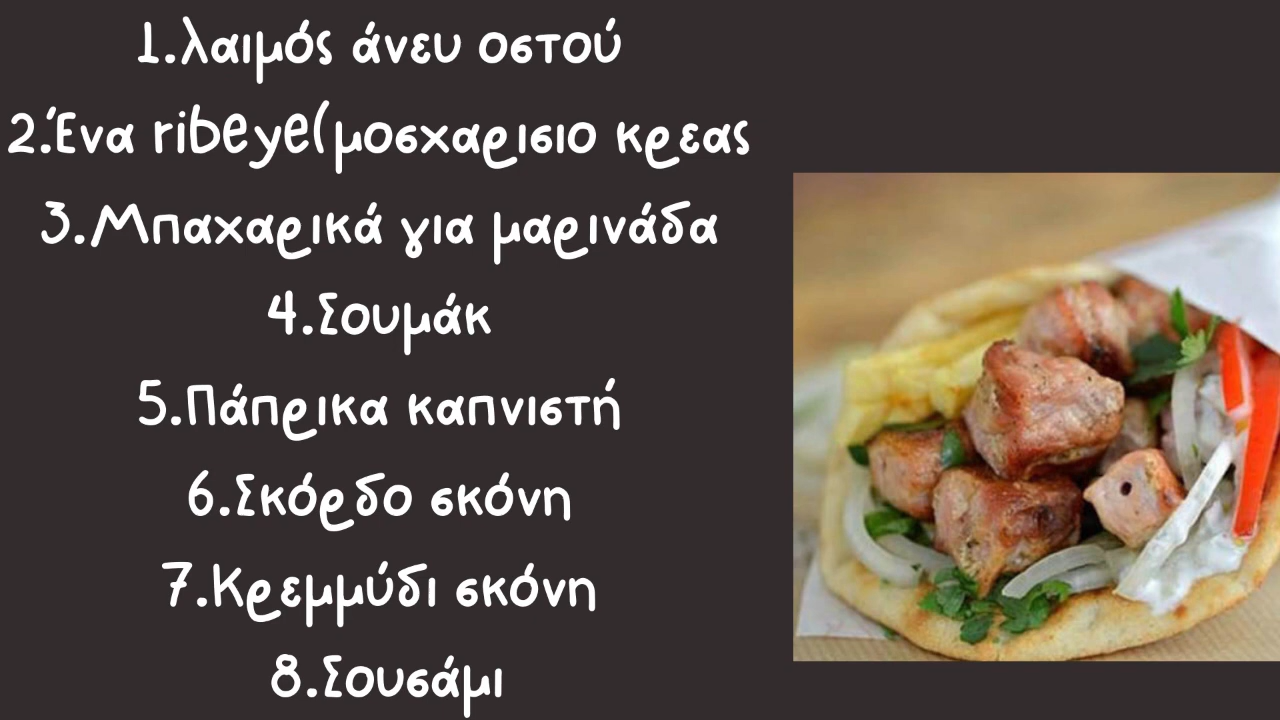 1.λαιμός άνευ οστού
2.Ένα ribeye(μοσχαρισιο κρεας
3.Μπαχαρικά για μαρινάδα
4.Σουμάκ
5.Πάπρικα καπνιστή
6.Σκόρδο σκόνη
7.Κρεμμύδι σκόνη
8.Σουσάμι